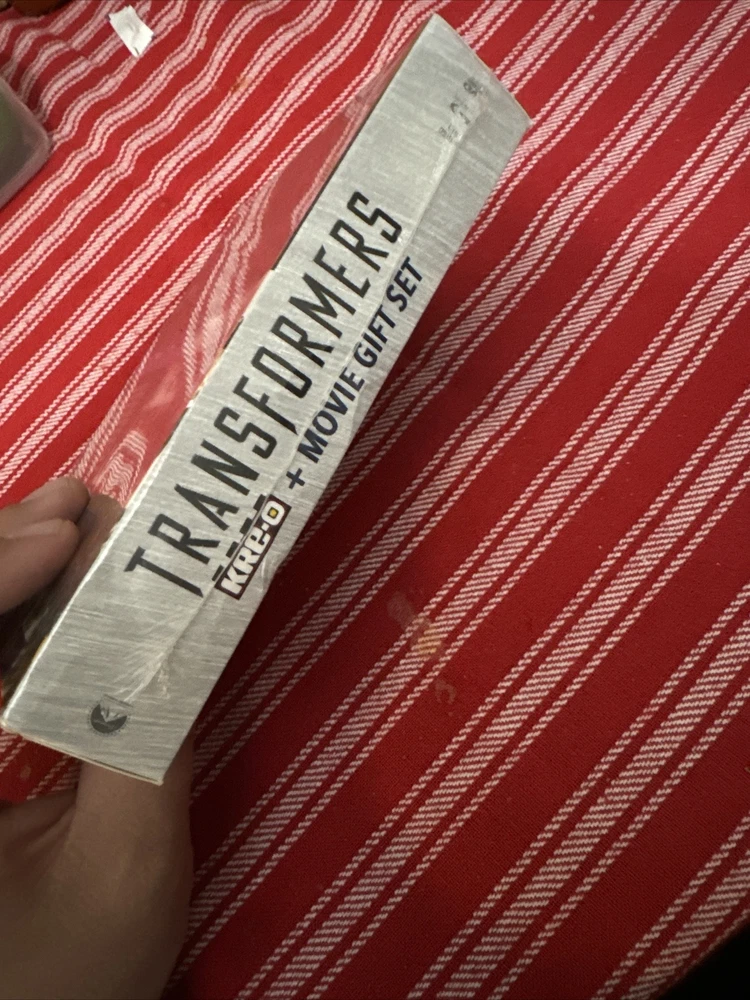 TRANSFORMERS
KRE-O + MOVIE GIFT SET